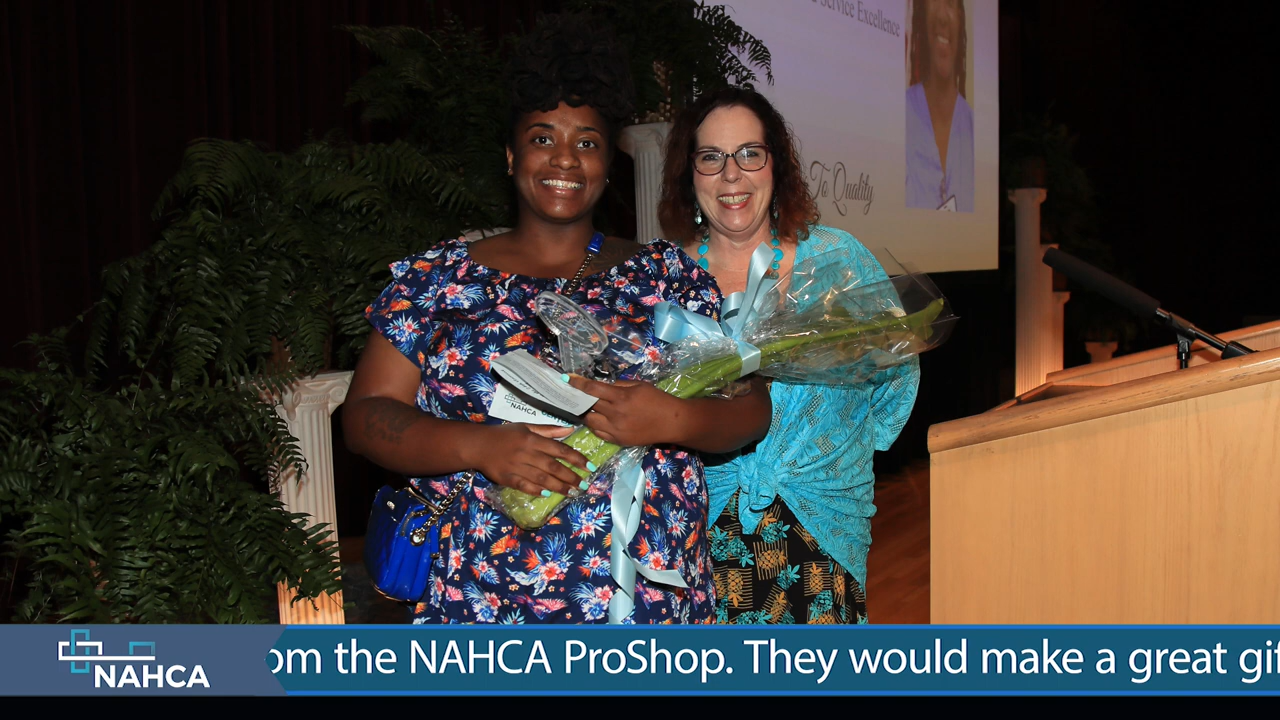 Service Excellence
To Quality
NAHCA
NAHCA
om the NAHCA ProShop. They would make a great gif